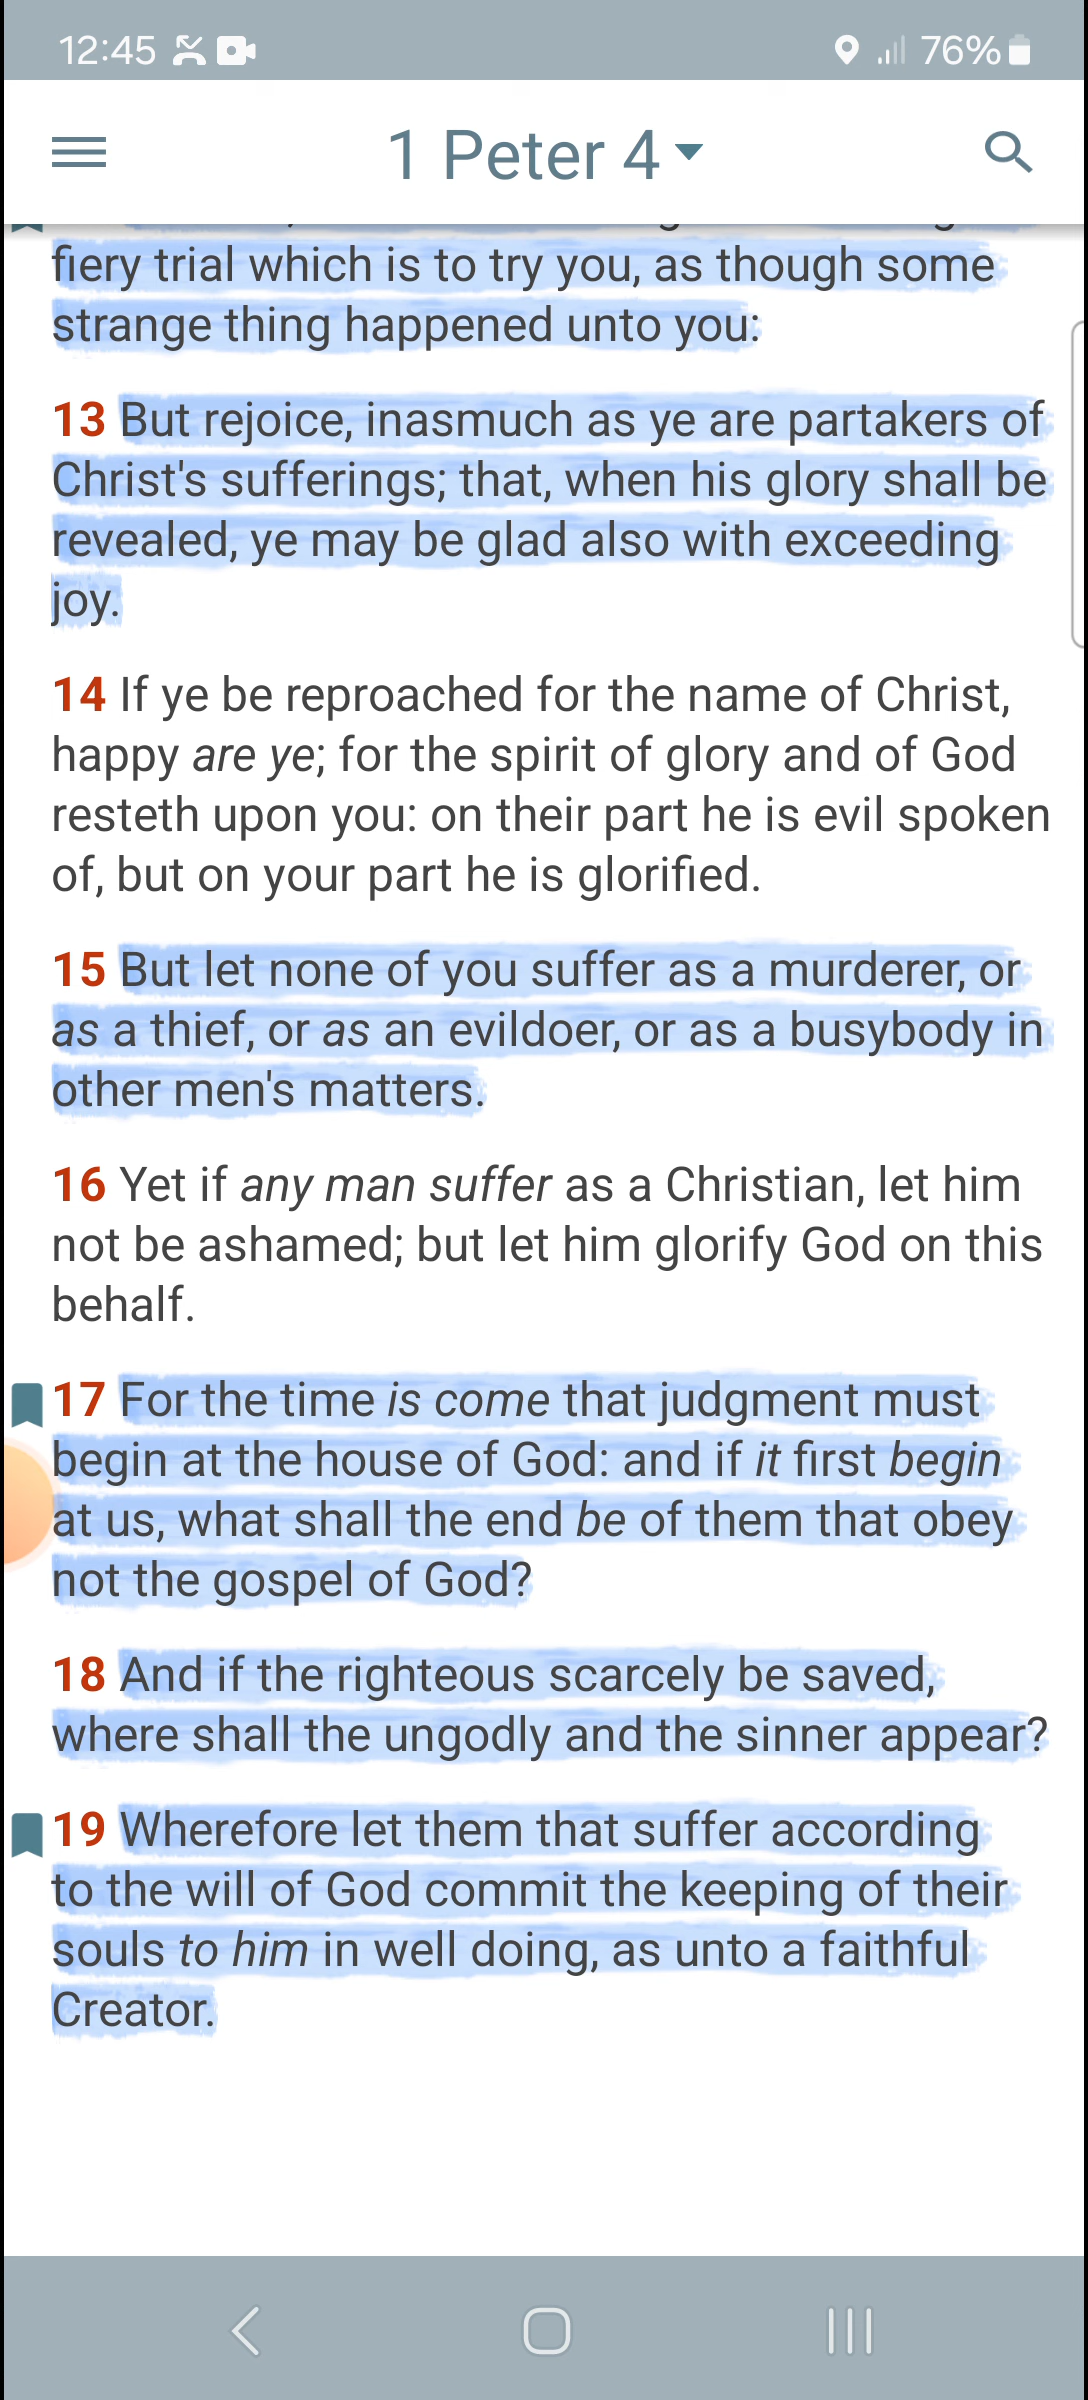 12:45 76%
1 Peter 4
fiery trial which is to try you, as though some
strange thing happened unto you:
13 But rejoice, inasmuch as ye are partakers of
Christ's sufferings; that, when his glory shall be
revealed, ye may be glad also with exceeding
joy.
14 If ye be reproached for the name of Christ,
happy are ye; for the spirit of glory and of God
resteth upon you: on their part he is evil spoken
of, but on your part he is glorified.
15 But let none of you suffer as a murderer, or
as a thief, or as an evildoer, or as a busybody in
other men's matters.
16 Yet if any man suffer as a Christian, let him
not be ashamed; but let him glorify God on this
behalf.
17 For the time is come that judgment must
begin at the house of God: and if it first begin
at us, what shall the end be of them that obey
not the gospel of God?
18 And if the righteous scarcely be saved,
where shall the ungodly and the sinner appear?
19 Wherefore let them that suffer according
to the will of God commit the keeping of their
souls to him in well doing, as unto a faithful
Creator.